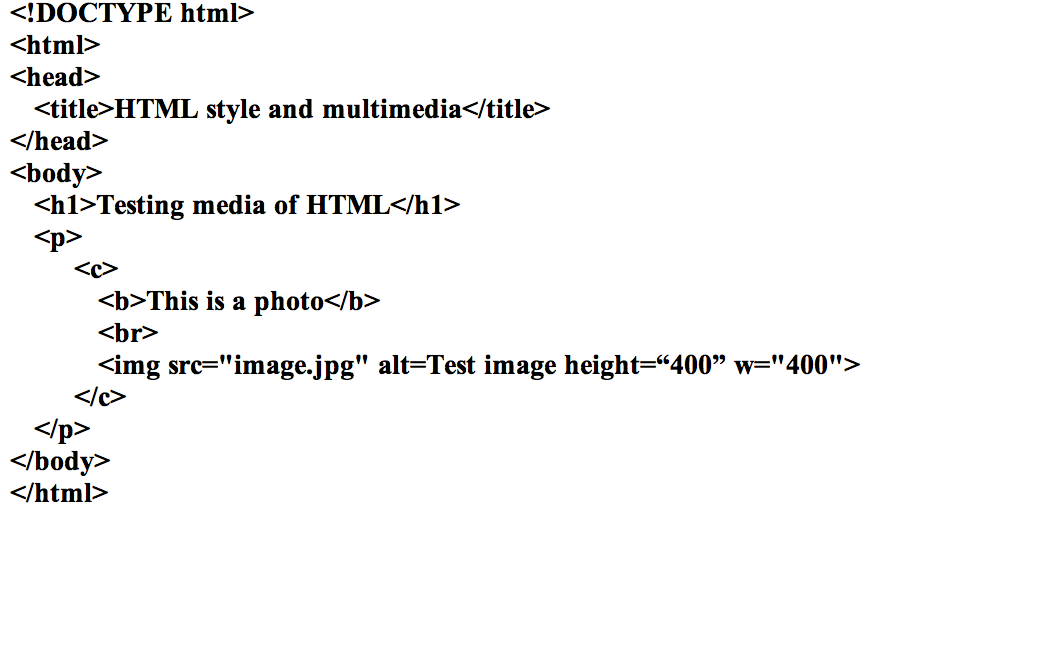 <!DOCTYPE html>
<html>
<head>
<title>HTML style and multimedia</title>
</head>
<body>
<h1>Testing media of HTML</h1>
<p>
<c>
<b>This is a photo</b>
<br>
<img src="image.jpg" alt=Test image height=“400” w="400">
</c>
</p>
</body>
</html>